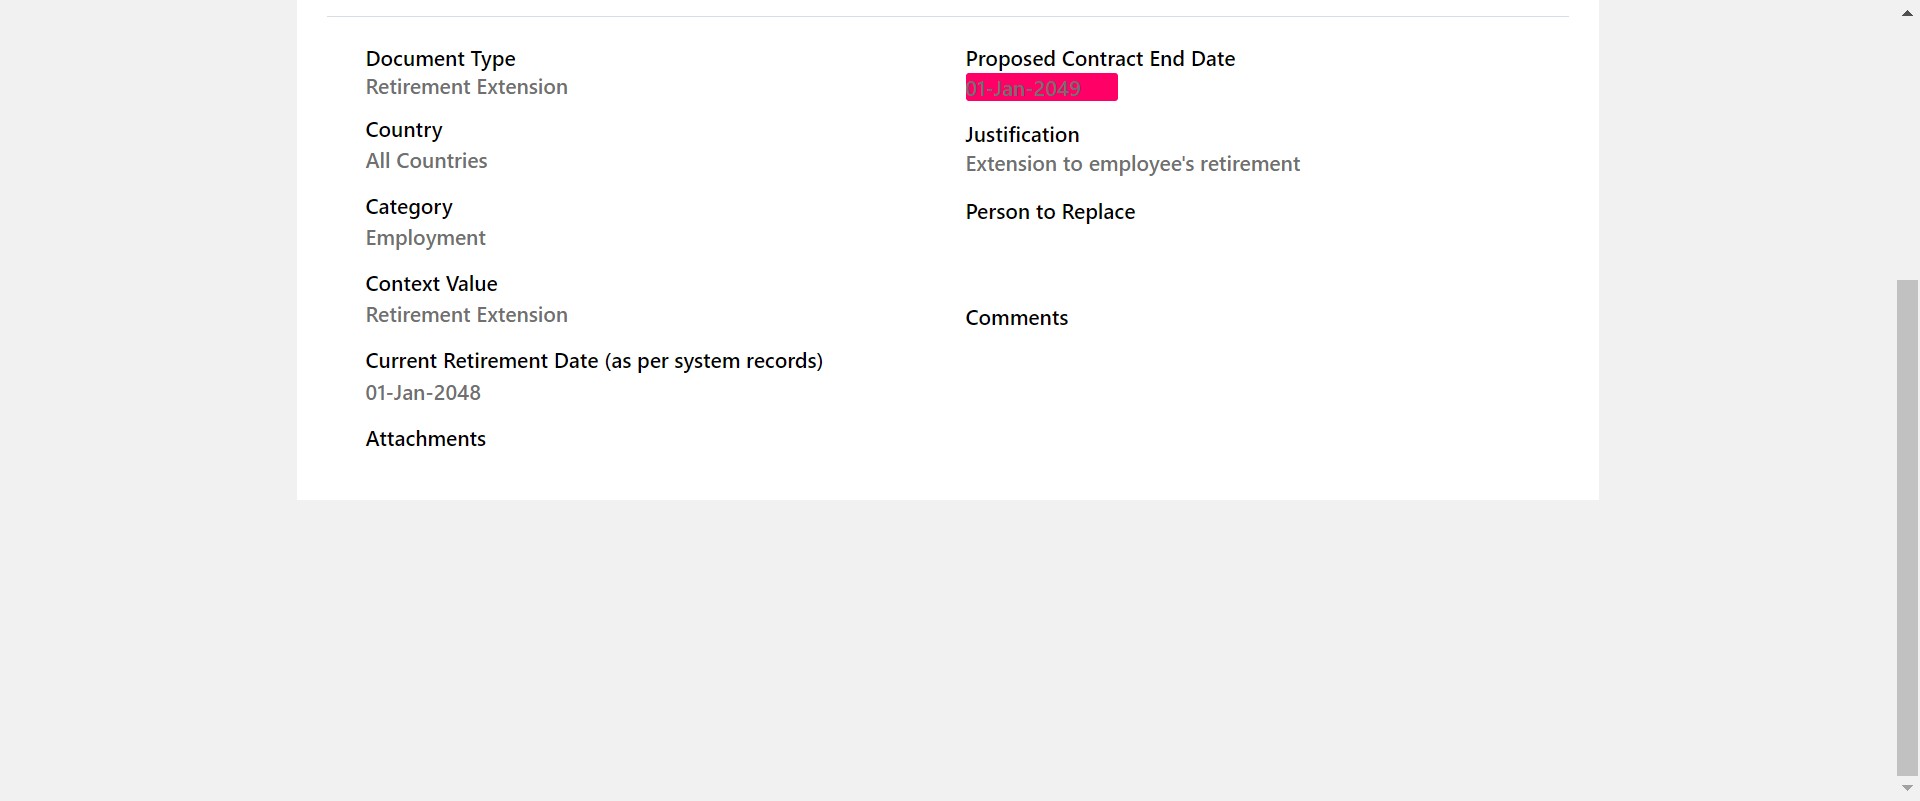 Document Type
Retirement Extension
Country
All Countries
Category
Employment
Context Value
Retirement Extension
Current Retirement Date (as per system records)
01-Jan-2048
Attachments
Proposed Contract End Date
01-Jan-2049
Justification
Extension to employee's retirement
Person to Replace
Comments